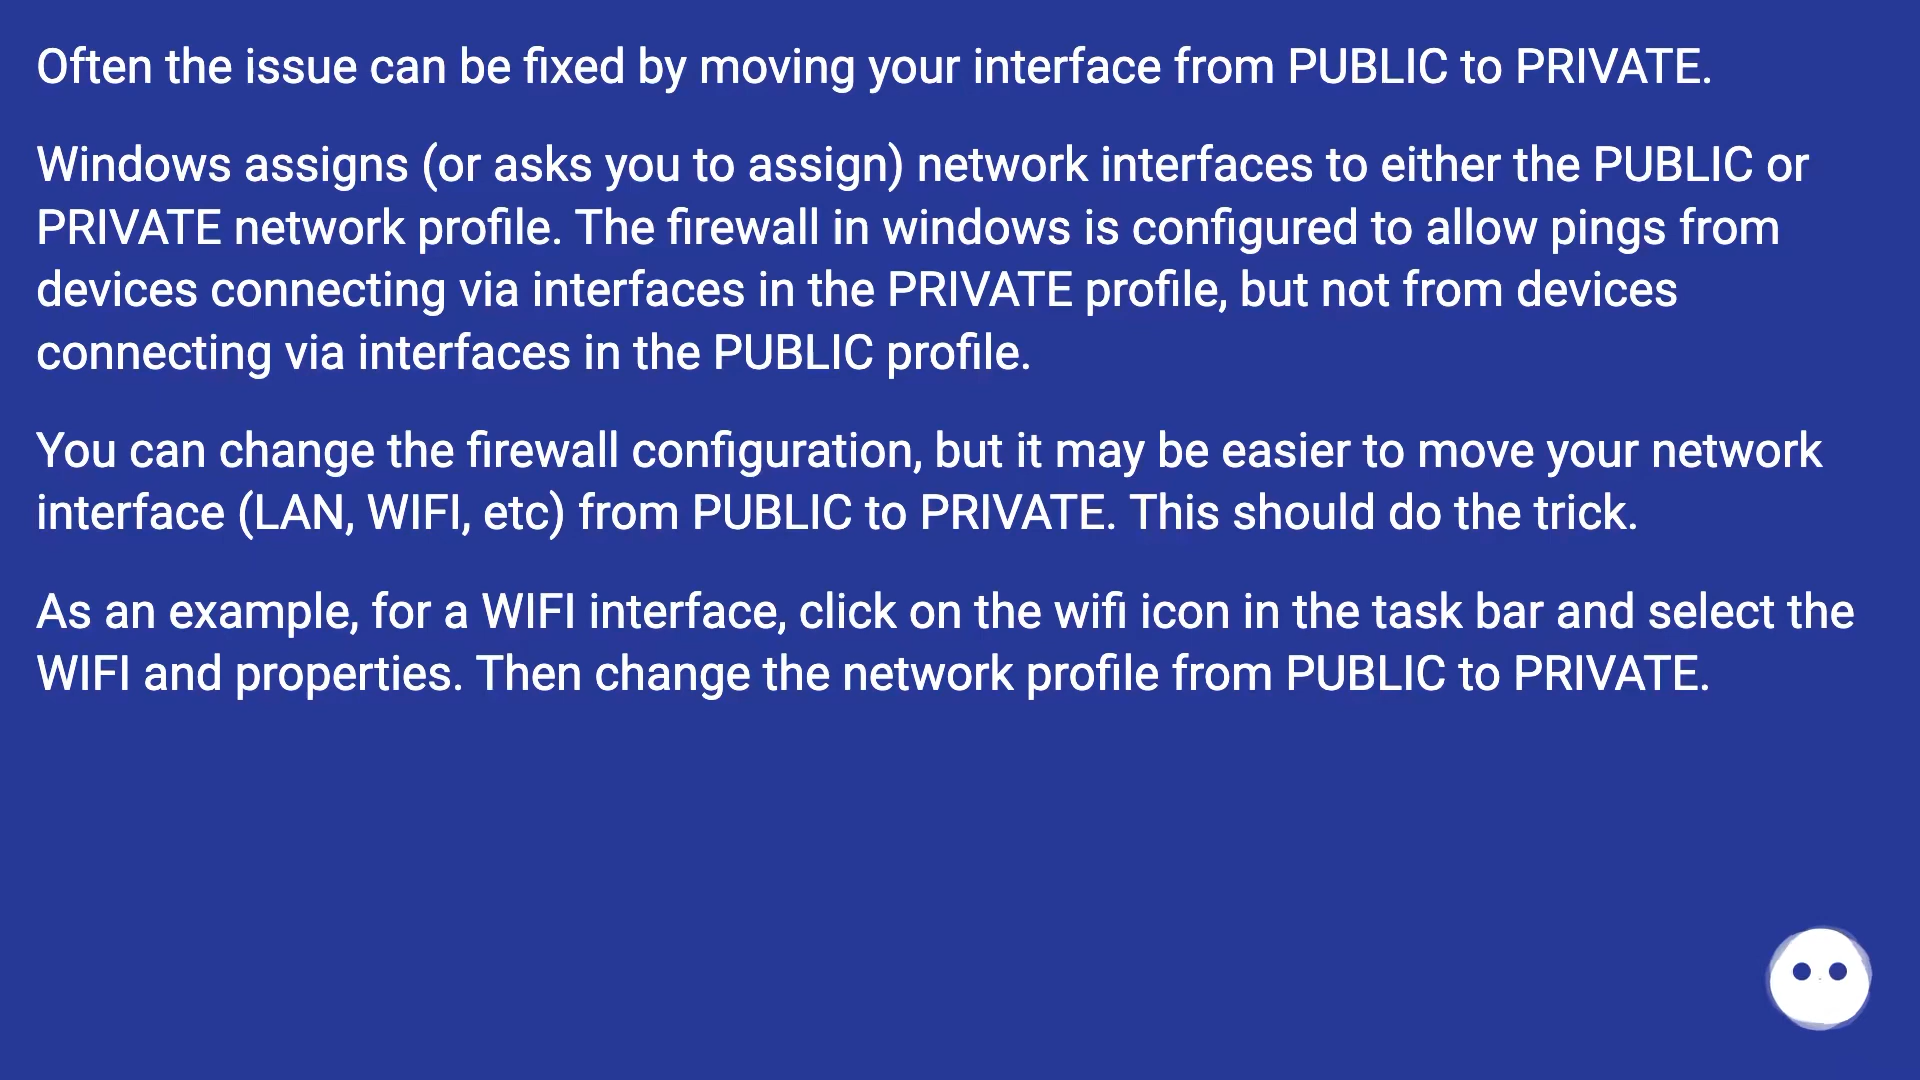 Often the issue can be fixed by moving your interface from PUBLIC to PRIVATE.
Windows assigns (or asks you to assign) network interfaces to either the PUBLIC or
PRIVATE network profile. The firewall in windows is configured to allow pings from
devices connecting via interfaces in the PRIVATE profile, but not from devices
connecting via interfaces in the PUBLIC profile.
You can change the firewall configuration, but it may be easier to move your network
interface (LAN, WIFI, etc) from PUBLIC to PRIVATE. This should do the trick.
As an example, for a WIFI interface, click on the wifi icon in the task bar and select the
WIFI and properties. Then change the network profile from PUBLIC to PRIVATE.